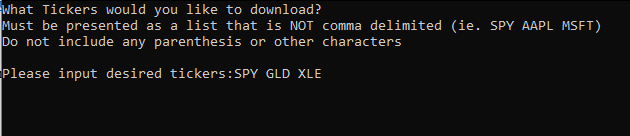 What Tickers would you like to download?
Must be presented as a list that is NOT comma delimited (ie. SPY AAPL MSFT)
Do not include any parenthesis or other characters
Please input desired tickers:SPY GLD XLE